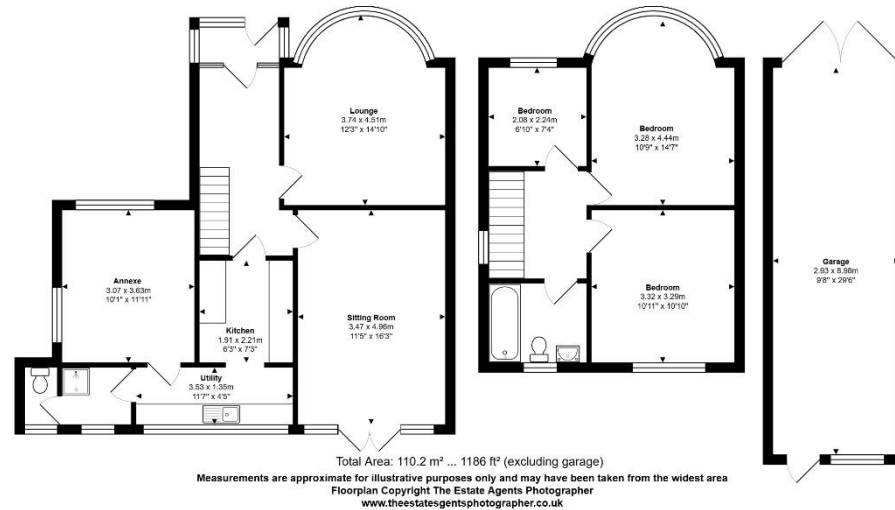 Lounge
3.74 x 4.51m
12'3" x 14'10"
Bedroom
2.08 x 2.24m
6'10" x 7'4"
Bedroom
3.28 x 4.44m
10'9" x 14'7"
Annexe
3.07 x 3.63m
10'1" x 11'11"
Kitchen
1.91 x 2.21m
6'3" x 7'3"
Sitting Room
3.47 x 4.96m
11'5" x 16'3"
Bedroom
3.32 x 3.29m
10'11" x 10'10"
Garage
2.93 x 8.98m
9'8" x 29'6"
Utility
3.53 x 1.35m
11'7" x 4'5"
Total Area: 110.2 m² ... 1186 ft² (excluding garage)
Measurements are approximate for illustrative purposes only and may have been taken from the widest area
Floorplan Copyright The Estate Agents Photographer
www.theestatesgentsphotographer.co.uk